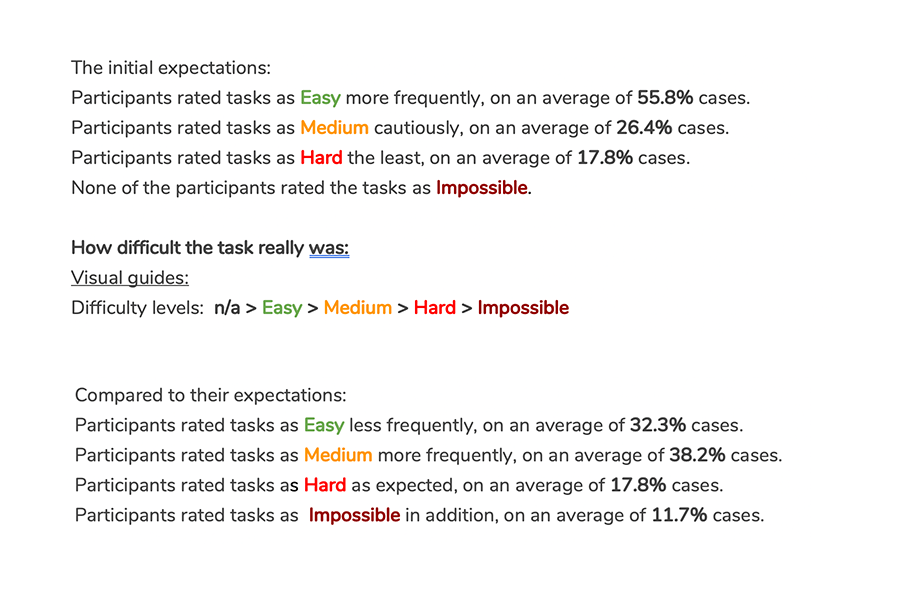 The initial expectations:
Participants rated tasks as Easy more frequently, on an average of 55.8% cases.
Participants rated tasks as Medium cautiously, on an average of 26.4% cases.
Participants rated tasks as Hard the least, on an average of 17.8% cases.
None of the participants rated the tasks as Impossible.
How difficult the task really was:
Visual guides:
Difficulty levels: n/a > Easy > Medium > Hard > Impossible
Compared to their expectations:
Participants rated tasks as Easy less frequently, on an average of 32.3% cases.
Participants rated tasks as Medium more frequently, on an average of 38.2% cases.
Participants rated tasks as Hard as expected, on an average of 17.8% cases.
Participants rated tasks as Impossible in addition, on an average of 11.7% cases.